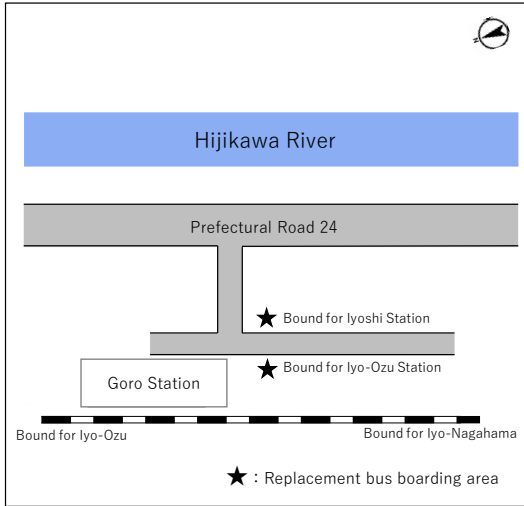 Hijikawa River
Prefectural Road 24
★ Bound for Iyoshi Station
★ Bound for Iyo-Ozu Station
Goro Station
Bound for Iyo-Ozu
Bound for Iyo-Nagahama
★：Replacement bus boarding area